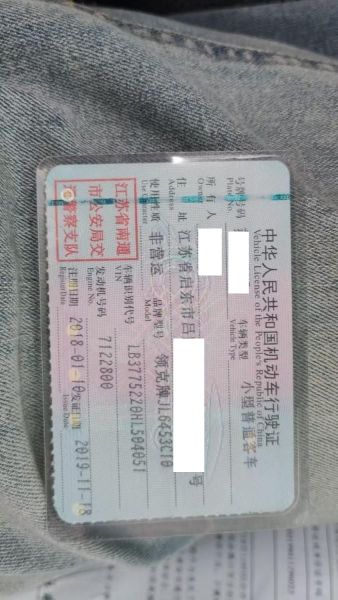 中华人民共和国机动车行驶证
Vehicle License of the People's Republic of China
号牌号码
Plate No.
车辆类型 小型普通客车
Vehicle Type
所有人
Owner
住址 江苏省启东市吕
号
Address
使用性质 非营运
Use Character
品牌型号 领克牌JL6453C10
Model
江苏省南通
市公安局交
通警察支队
车辆识别代号 LB3775220HL504051
VIN
发动机号码 7122800
Engine No.
注册日期 2018-01-10
Register Date
发证日期 2019-11-18
Issue Date